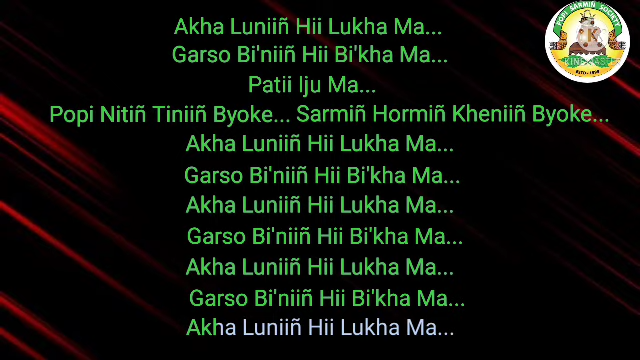 POPI SARMIN SOCIETY
Akha Luniiñ Hii Lukha Ma...
Garso Bi'niiñ Hii Bi'kha Ma...
Patii Iju Ma...
Popi Nitiñ Tiniiñ Byoke... Sarmiñ Hormiñ Kheniiñ Byoke...
Akha Luniiñ Hii Lukha Ma...
Garso Bi'niiñ Hii Bi'kha Ma...
Akha Luniiñ Hii Lukha Ma...
Garso Bi'niiñ Hii Bi'kha Ma...
Akha Luniiñ Hii Lukha Ma...
Garso Bi'niiñ Hii Bi'kha Ma...
Akha Luniiñ Hii Lukha Ma...